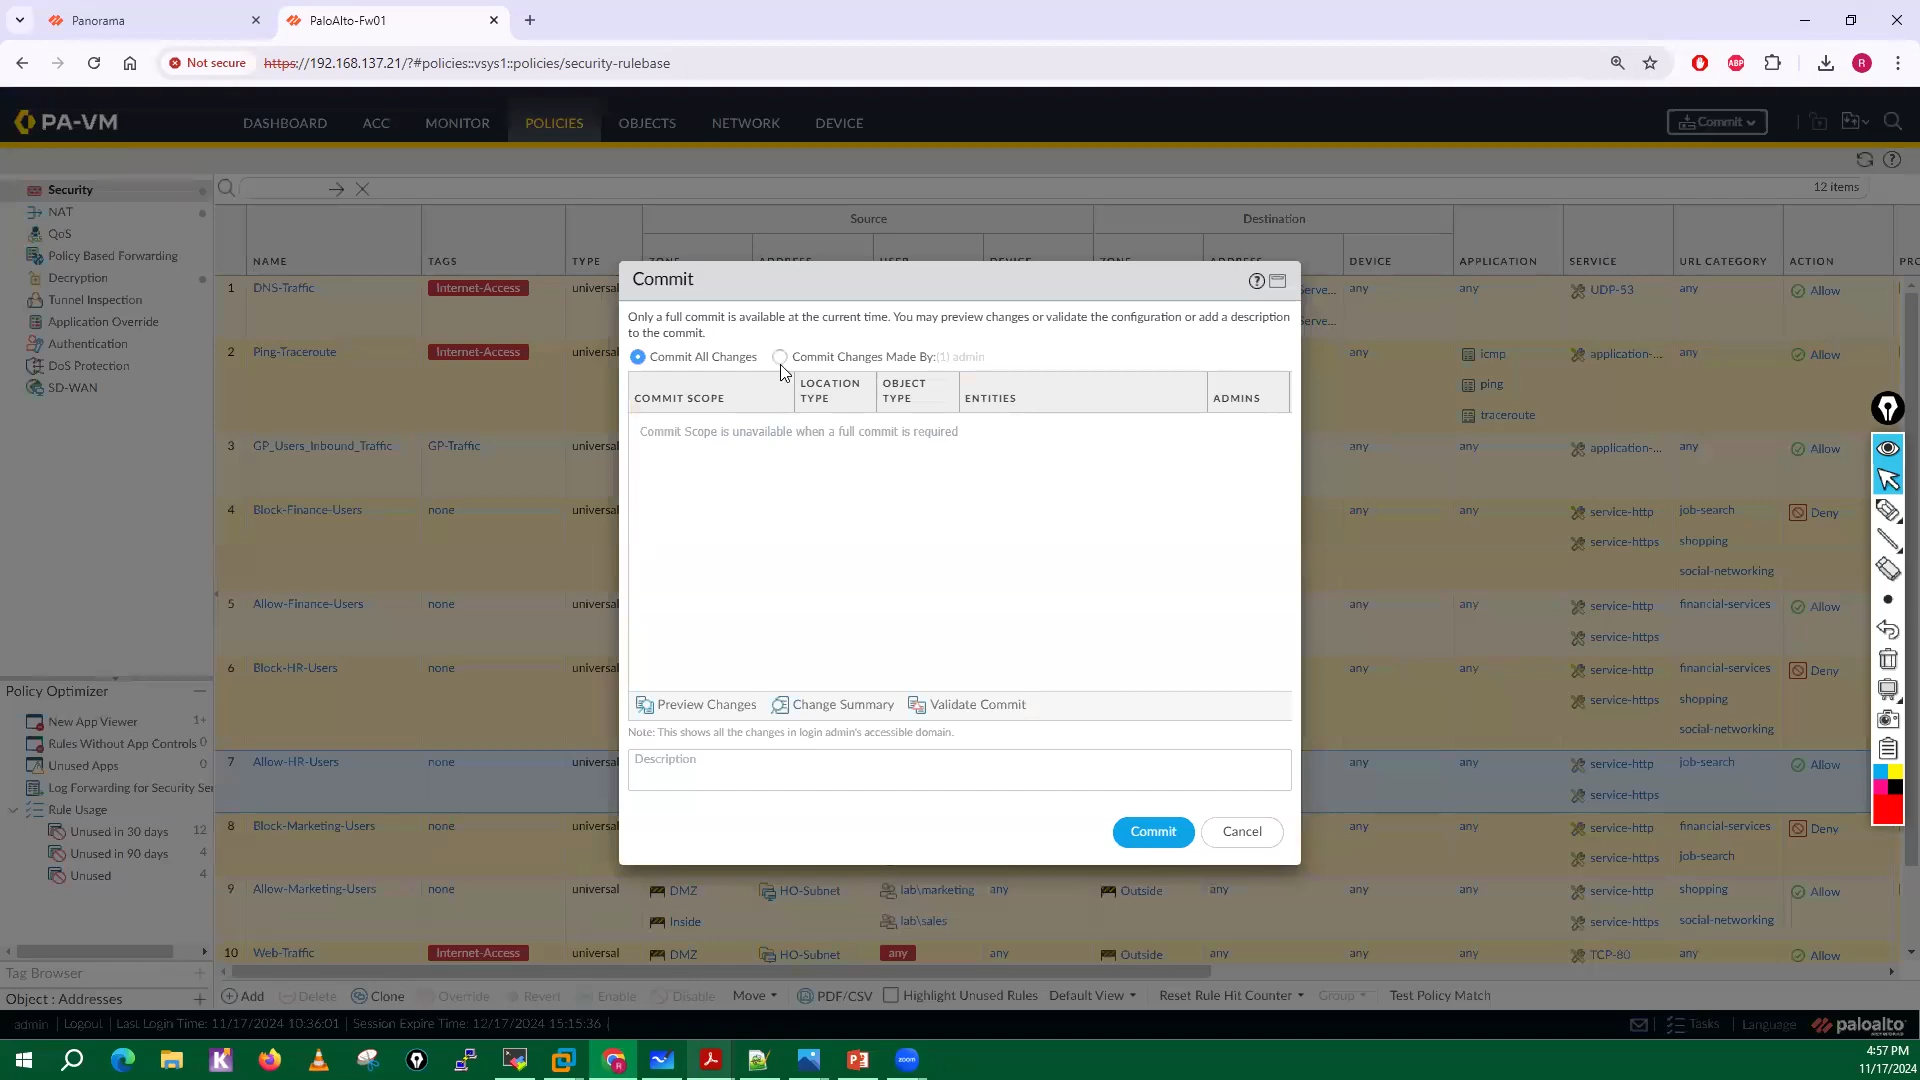 Panorama
PaloAlto-Fw01
Not secure
https://192.168.137.21/?#policies::vsys1::policies/security-rulebase
ABP
R
PA-VM
DASHBOARD ACC MONITOR POLICIES OBJECTS NETWORK DEVICE
Commit
Security
NAT
QoS
Policy Based Forwarding
Decryption
Tunnel Inspection
Application Override
Authentication
DoS Protection
SD-WAN
12 items
Source Destination
NAME TAGS TYPE DEVICE APPLICATION SERVICE URL CATEGORY ACTION
1 DNS-Traffic Internet-Access universal any any UDP-53 any Allow
2 Ping-Traceroute Internet-Access universal any icmp application-... any Allow
ping
traceroute
3 GP_Users_Inbound_Traffic GP-Traffic universal any any application-... any Allow
4 Block-Finance-Users none universal any any service-http job-search Deny
service-https shopping
social-networking
5 Allow-Finance-Users none universal any any service-http financial-services Allow
service-https
6 Block-HR-Users none universal any any service-http financial-services Deny
service-https shopping
social-networking
7 Allow-HR-Users none universal any any service-http job-search Allow
service-https
8 Block-Marketing-Users none universal any any service-http financial-services Deny
service-https job-search
9 Allow-Marketing-Users none universal DMZ HO-Subnet lab\marketing any Outside any any any service-http shopping Allow
Inside lab\sales service-https social-networking
10 Web-Traffic Internet-Access universal DMZ HO-Subnet any any Outside any any any TCP-80 any Allow
Commit
Only a full commit is available at the current time. You may preview changes or validate the configuration or add a description
to the commit.
Commit All Changes Commit Changes Made By:(1) admin
COMMIT SCOPE LOCATION TYPE OBJECT TYPE ENTITIES ADMINS
Commit Scope is unavailable when a full commit is required
Preview Changes Change Summary Validate Commit
Note: This shows all the changes in login admin's accessible domain.
Description
Commit Cancel
Policy Optimizer
New App Viewer 1+
Rules Without App Controls 0
Unused Apps 0
Log Forwarding for Security Ser
Rule Usage
Unused in 30 days 12
Unused in 90 days 4
Unused 4
Tag Browser
Object : Addresses
Add Delete Clone Override Revert Enable Disable Move PDF/CSV Highlight Unused Rules Default View Reset Rule Hit Counter Group Test Policy Match
admin | Logout | Last Login Time: 11/17/2024 10:36:01 | Session Expire Time: 12/17/2024 15:15:36 |
Tasks | Language paloalto
4:57 PM
11/17/2024